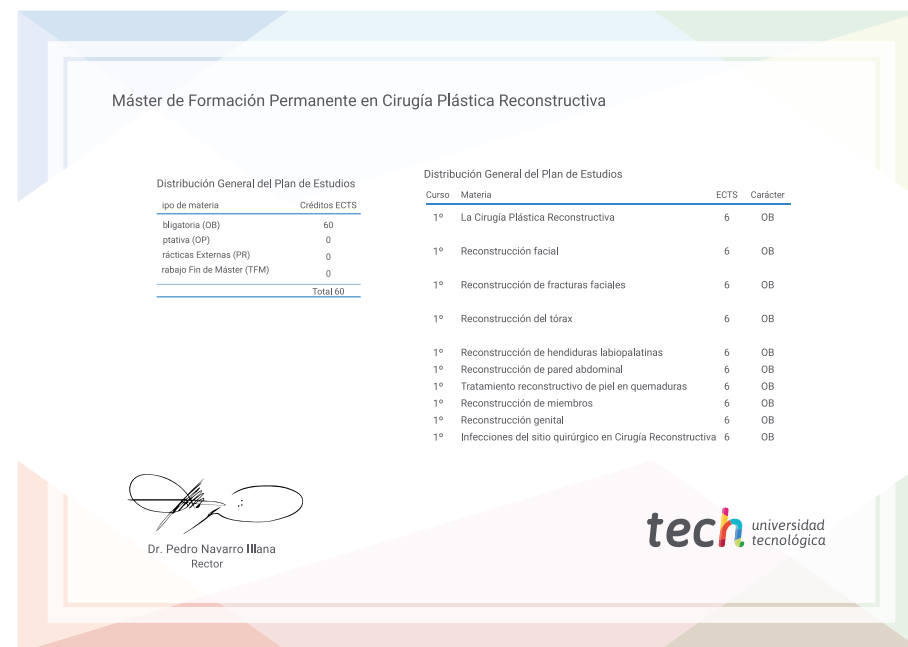 Máster de Formación Permanente en Cirugía Plástica Reconstructiva
Distribución General del Plan de Estudios
ipo de materia Créditos ECTS
bligatoria (OB) 60
ptativa (OP) 0
rácticas Externas (PR) 0
rabajo Fin de Máster (TFM) 0
Total 60
Distribución General del Plan de Estudios
Curso Materia ECTS Carácter
1º La Cirugía Plástica Reconstructiva 6 OB
1º Reconstrucción facial 6 OB
1º Reconstrucción de fracturas faciales 6 OB
1º Reconstrucción del tórax 6 OB
1º Reconstrucción de hendiduras labiopalatinas 6 OB
1º Reconstrucción de pared abdominal 6 OB
1º Tratamiento reconstructivo de piel en quemaduras 6 OB
1º Reconstrucción de miembros 6 OB
1º Reconstrucción genital 6 OB
1º Infecciones del sitio quirúrgico en Cirugía Reconstructiva 6 OB
Dr. Pedro Navarro Illana
Rector
tech universidad
tecnológica